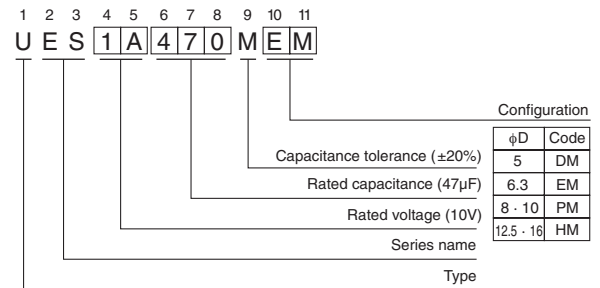 1 2 3 4 5 6 7 8 9 10 11
U E S 1 A 4 7 0 M E M
Configuration
Capacitance tolerance (±20%)
Rated capacitance (47µF)
Rated voltage (10V)
Series name
Type
ϕD Code
5 DM
6.3 EM
8 · 10 PM
12.5 · 16 HM